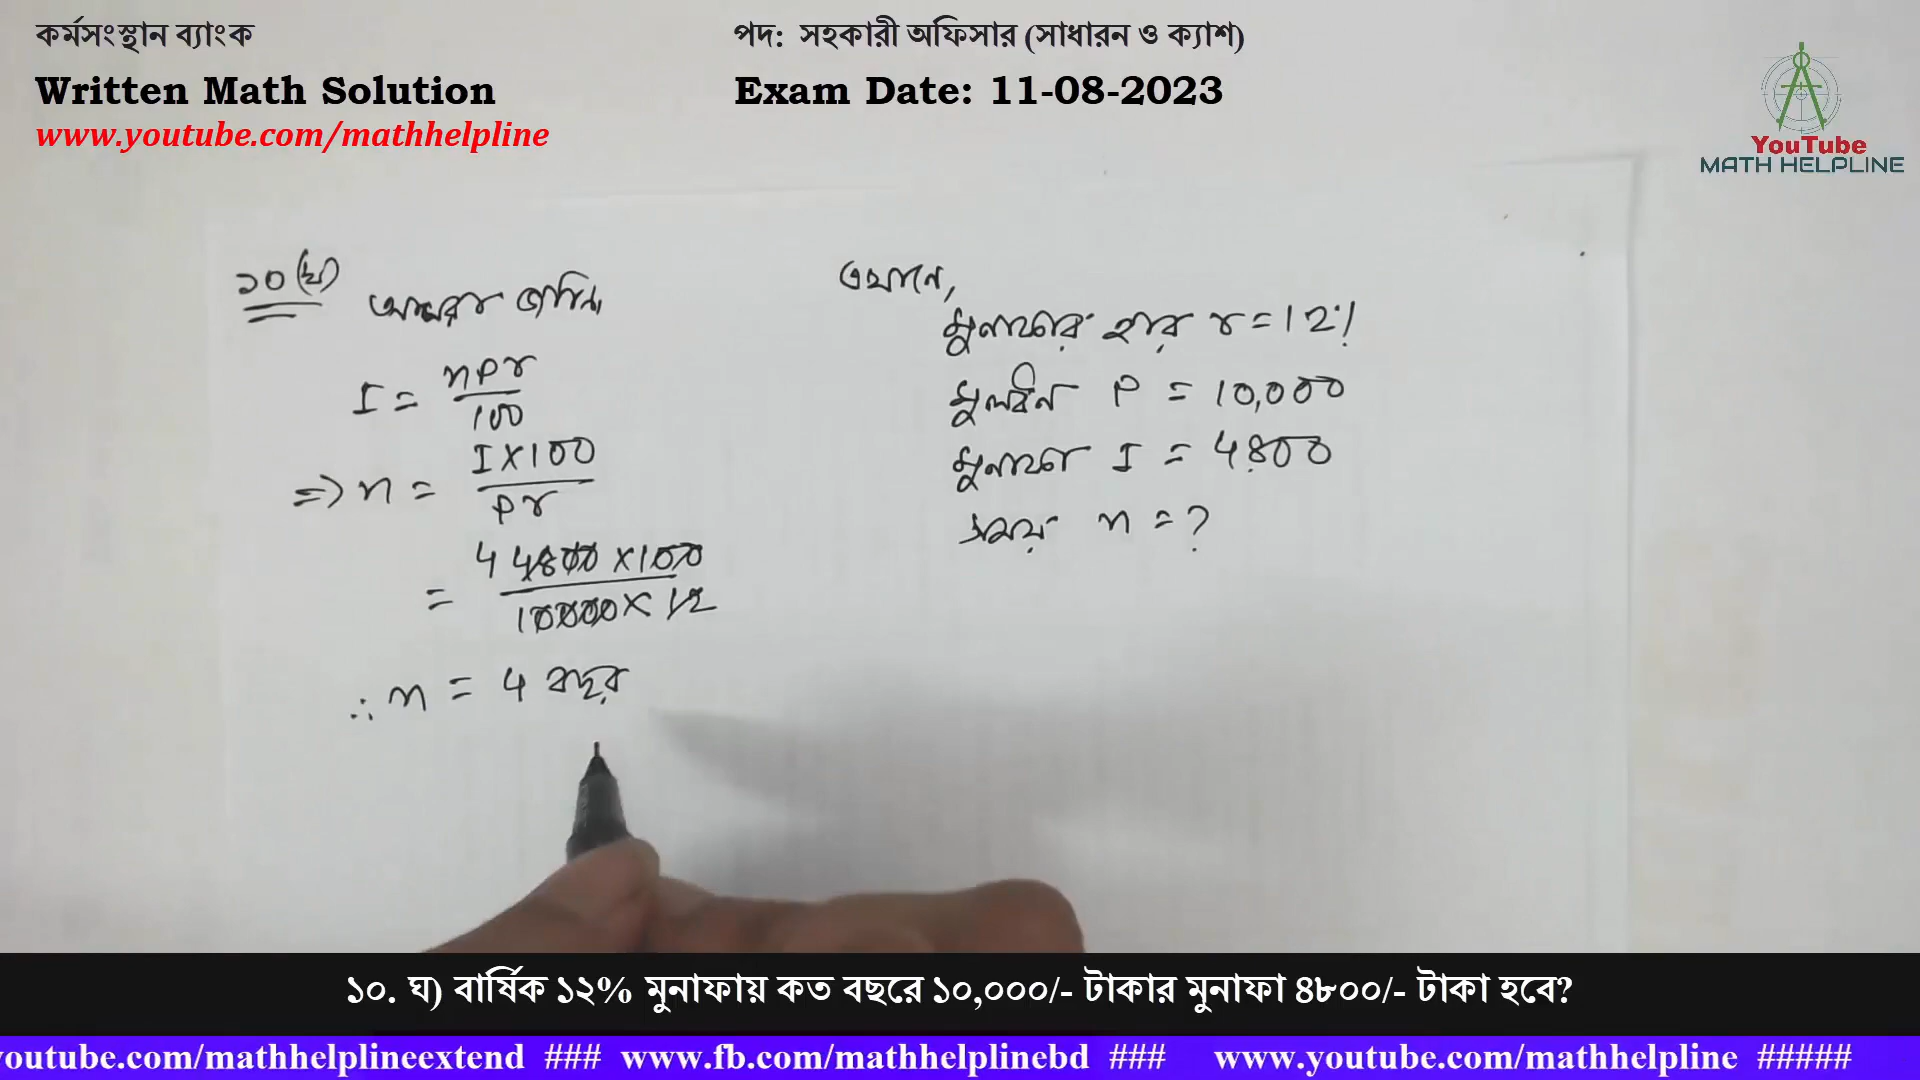 কর্মসংস্থান ব্যাংক
পদ: সহকারী অফিসার (সাধারন ও ক্যাশ)
Written Math Solution
Exam Date: 11-08-2023
www.youtube.com/mathhelpline
YouTube
MATH HELPLINE
১০(ঘ) আমরা জানি,
I = nPr/100
=> n = I×100/Pr
= 4 4800×100/10000×12
∴ n = 4 বছর
এখানে,
মুনাফার হার r = 12%
মূলধন P = 10,000
মুনাফা I = 4800
সময় n = ?
১০. ঘ) বার্ষিক ১২% মুনাফায় কত বছরে ১০,০০০/- টাকার মুনাফা ৪৮০০/- টাকা হবে?
youtube.com/mathhelplineextend ### www.fb.com/mathhelplinebd ### www.youtube.com/mathhelpline #####